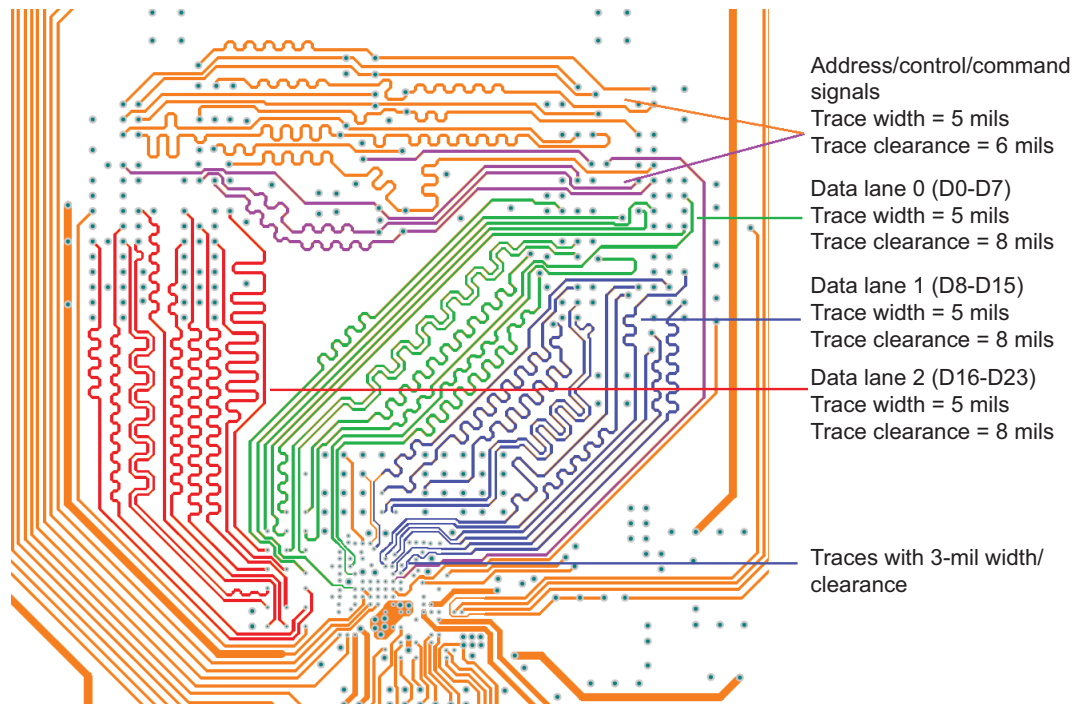 Address/control/command
signals
Trace width = 5 mils
Trace clearance = 6 mils
Data lane 0 (D0-D7)
Trace width = 5 mils
Trace clearance = 8 mils
Data lane 1 (D8-D15)
Trace width = 5 mils
Trace clearance = 8 mils
Data lane 2 (D16-D23)
Trace width = 5 mils
Trace clearance = 8 mils
Traces with 3-mil width/
clearance